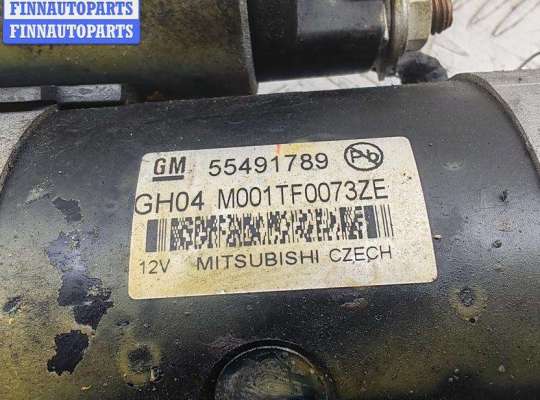 FINNAUTOPARTS
FINNAUTOPARTS
GM 55491789 Pb
GH04 M001TF0073ZE
12V MITSUBISHI CZECH